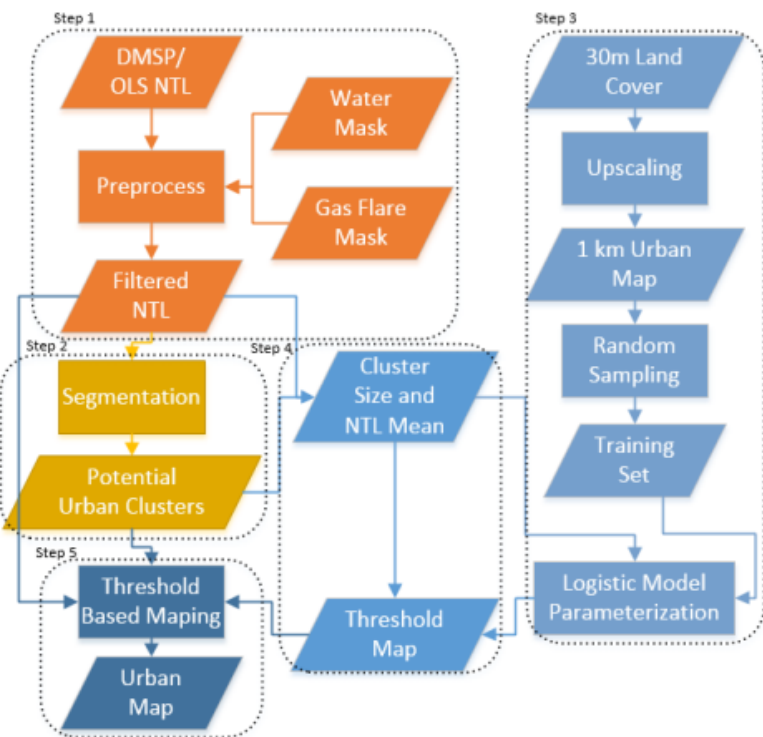 Step 1
DMSP/
OLS NTL
Water
Mask
Preprocess
Gas Flare
Mask
Filtered
NTL
Step 2
Segmentation
Potential
Urban Clusters
Step 3
30m Land
Cover
Upscaling
1 km Urban
Map
Random
Sampling
Training
Set
Logistic Model
Parameterization
Step 4
Cluster
Size and
NTL Mean
Threshold
Map
Step 5
Threshold
Based Maping
Urban
Map